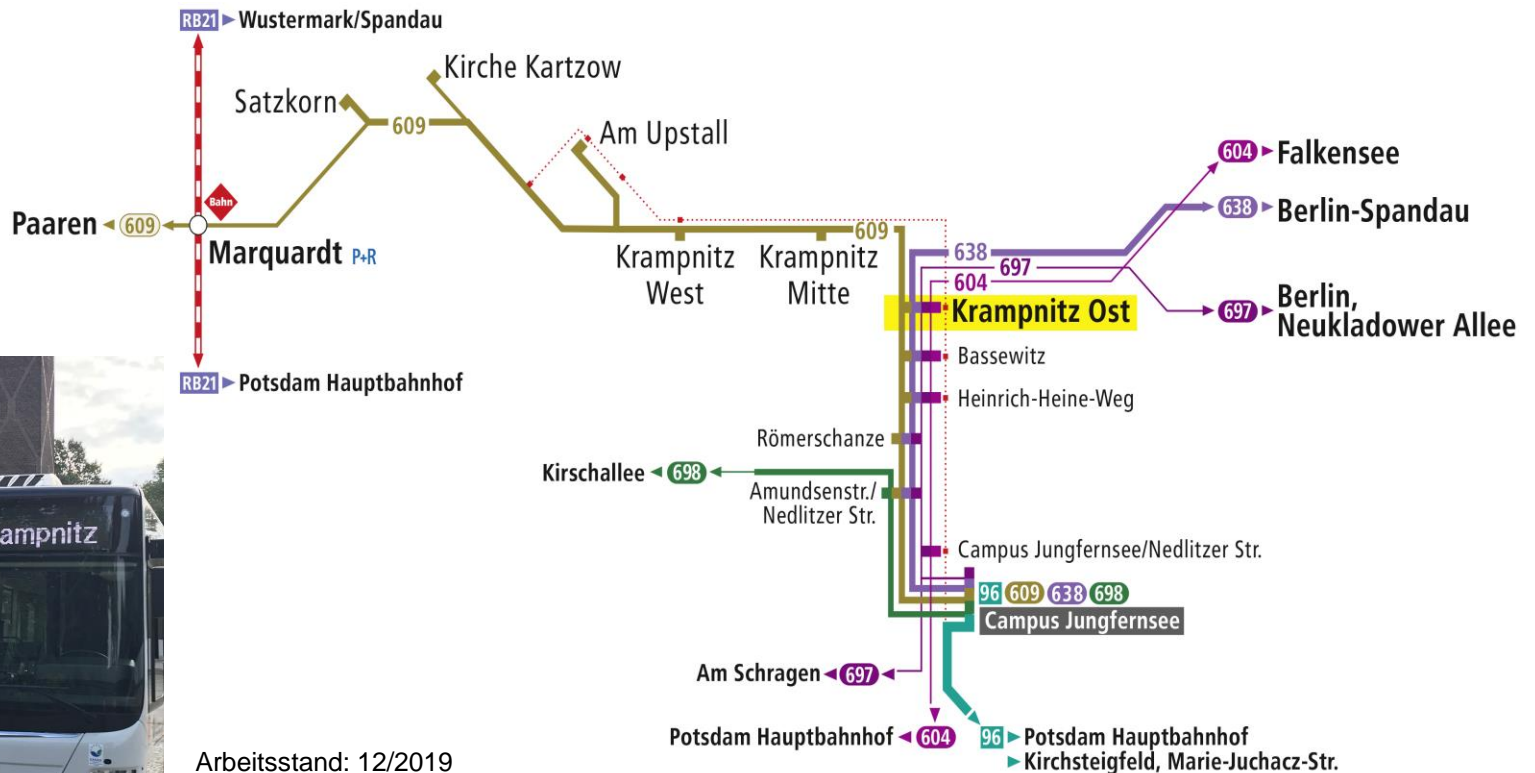 RB21 Wustermark/Spandau
Kirche Kartzow
Satzkorn
609
Am Upstall
604 Falkensee
Bahn
638 Berlin-Spandau
Paaren 609
Marquardt P+R
609
Krampnitz
West
Krampnitz
Mitte
638
697
604
697 Berlin,
Neukladower Allee
Krampnitz Ost
Bassewitz
RB21 Potsdam Hauptbahnhof
Heinrich-Heine-Weg
Römerschanze
Kirschallee 698
Amundsenstr./
Nedlitzer Str.
ampnitz
Campus Jungfernsee/Nedlitzer Str.
96 609 638 698
Campus Jungfernsee
Am Schragen 697
Potsdam Hauptbahnhof 604
96 Potsdam Hauptbahnhof
Kirchsteigfeld, Marie-Juchacz-Str.
Arbeitsstand: 12/2019